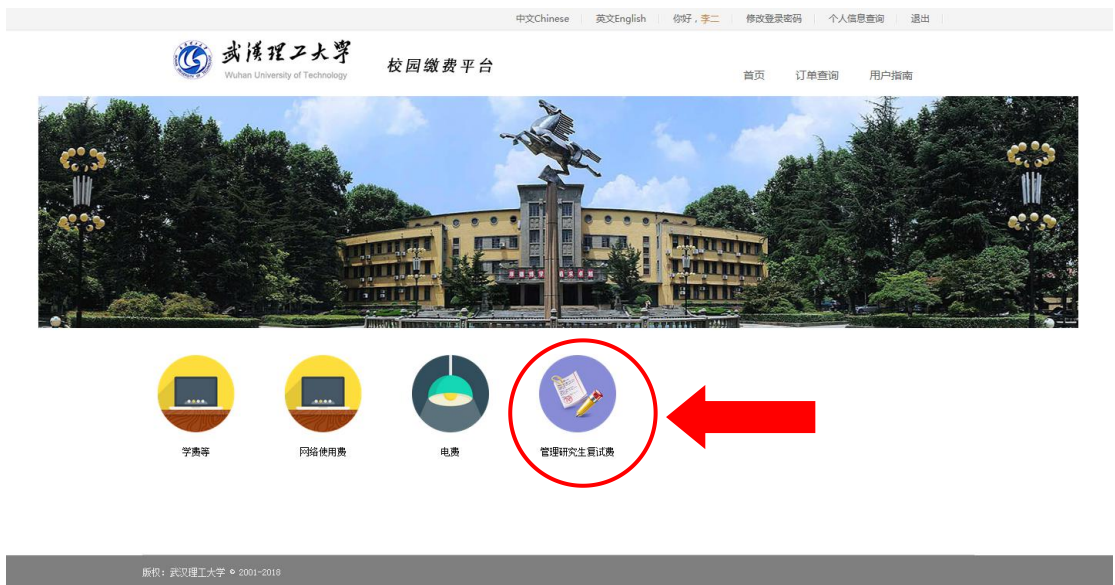 中文Chinese 英文English 你好，李二 修改登录密码 个人信息查询 退出
武汉理工大学
Wuhan University of Technology
校园缴费平台
首页 订单查询 用户指南
学费等 网络使用费 电费 管理研究生复试费
版权：武汉理工大学 © 2001-2018